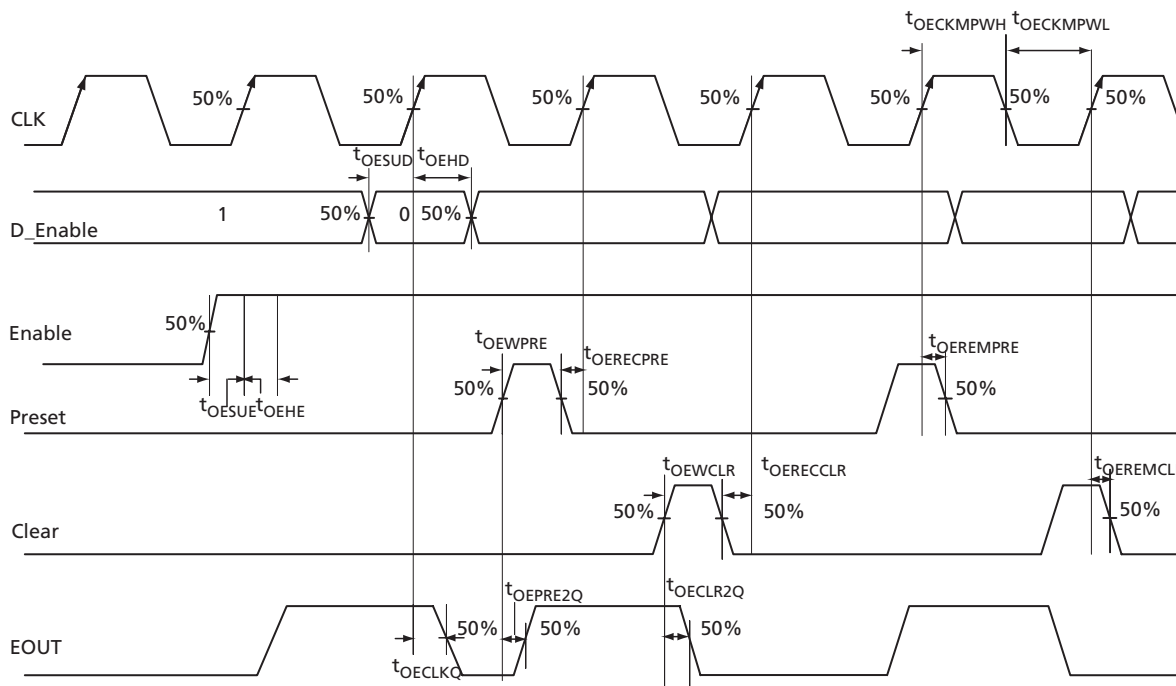 tOECKMPWH tOECKMPWL
CLK
50% 50% 50% 50% 50% 50% 50%
tOESUD tOEHD
D_Enable
1 50% 0 50%
Enable
50%
tOESUE tOEHE
tOEWPRE tOERECPRE tOEREMPRE
Preset
50% 50% 50%
tOEWCLR tOERECCLR tOEREMCL
Clear
50% 50% 50%
tOEPRE2Q tOECLR2Q
EOUT
50% 50% 50%
tOECLKQ